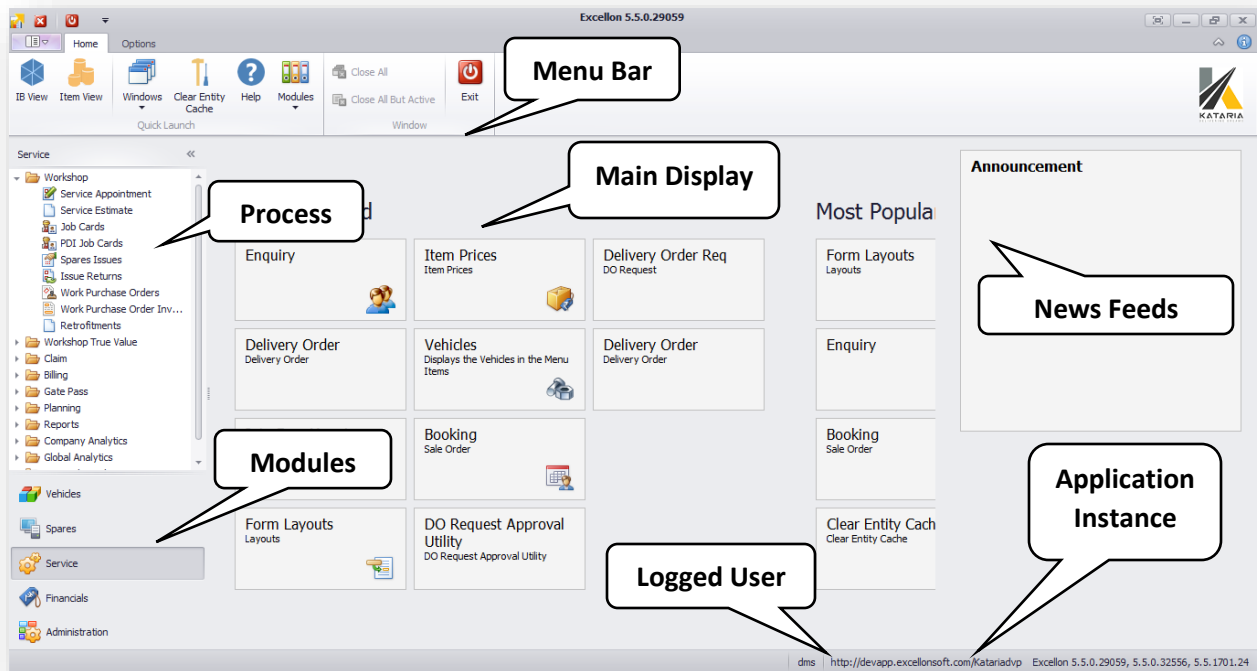 Excellon 5.5.0.29059
Home Options
IB View Item View Windows Clear Entity Cache Help Modules
Close All
Close All But Active
Exit
Quick Launch
Window
Menu Bar
KATARIA
Service
Workshop
Service Appointment
Service Estimate
Job Cards
PDI Job Cards
Spares Issues
Issue Returns
Work Purchase Orders
Work Purchase Order Inv...
Retrofitments
Workshop True Value
Claim
Billing
Gate Pass
Planning
Reports
Company Analytics
Global Analytics
Vehicles
Spares
Service
Financials
Administration
Process
Modules
Main Display
Enquiry
Item Prices
Item Prices
Delivery Order Req
DO Request
Delivery Order
Delivery Order
Vehicles
Displays the Vehicles in the Menu
Items
Delivery Order
Delivery Order
Booking
Sale Order
Form Layouts
Layouts
DO Request Approval
Utility
DO Request Approval Utility
Most Popula
Form Layouts
Layouts
Enquiry
Booking
Sale Order
Clear Entity Cach
Clear Entity Cache
Announcement
News Feeds
Application
Instance
Logged User
dms http://devapp.excellonsoft.com/Katariadvp Excellon 5.5.0.29059, 5.5.0.32556, 5.5.1701.24